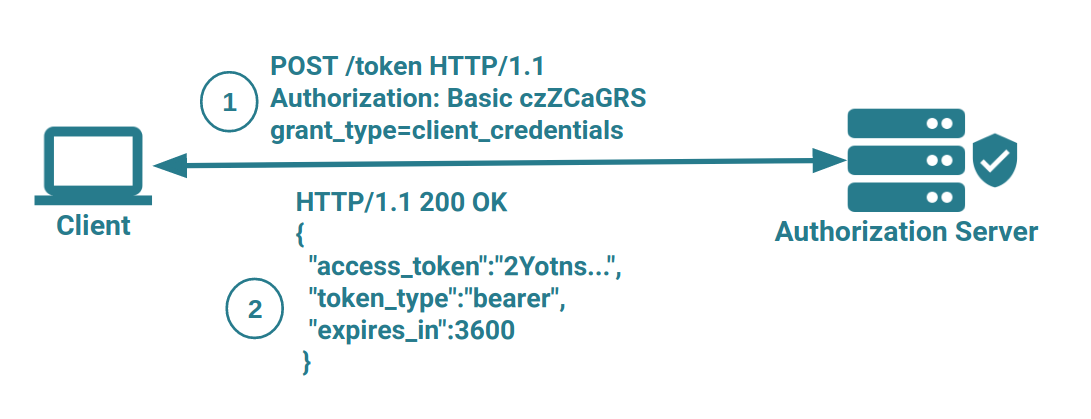 POST /token HTTP/1.1
1
Authorization: Basic czZCaGRS
grant_type=client_credentials
Client
Authorization Server
HTTP/1.1 200 OK
{
"access_token":"2Yotns...",
"token_type":"bearer",
2
"expires_in":3600
}